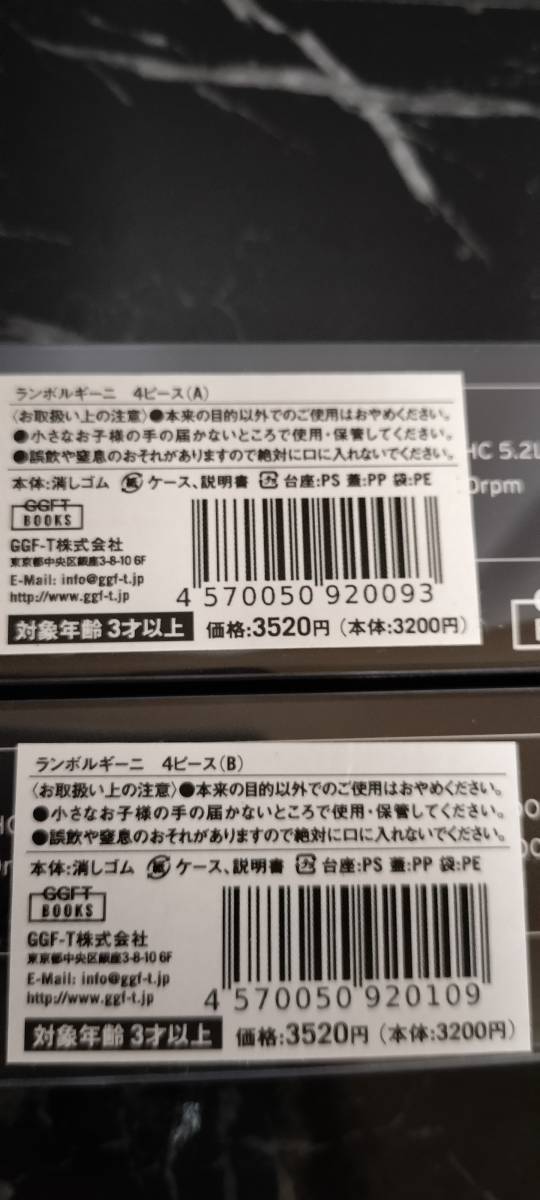 ランボルギーニ 4ピース(A)
〈お取扱い上の注意〉●本来の目的以外でのご使用はおやめください。
●小さなお子様の手の届かないところで使用・保管してください。
●誤飲や窒息のおそれがありますので絶対に口に入れないでください。
HC 5.2L
本体:消しゴム 紙 ケース、説明書 プラ 台座:PS 蓋:PP 袋:PE
0rpm
GGFT
BOOKS
GGF-T株式会社
東京都中央区銀座3-8-10 6F
E-Mail: info@ggf-t.jp
http://www.ggf-t.jp
4 570050 920093
対象年齢 3才以上 価格:3520円(本体:3200円)
ランボルギーニ 4ピース(B)
〈お取扱い上の注意〉●本来の目的以外でのご使用はおやめください。
●小さなお子様の手の届かないところで使用・保管してください。
●誤飲や窒息のおそれがありますので絶対に口に入れないでください。
本体:消しゴム 紙 ケース、説明書 プラ 台座:PS 蓋:PP 袋:PE
GGFT
BOOKS
GGF-T株式会社
東京都中央区銀座3-8-10 6F
E-Mail: info@ggf-t.jp
http://www.ggf-t.jp
4 570050 920109
対象年齢 3才以上 価格:3520円(本体:3200円)